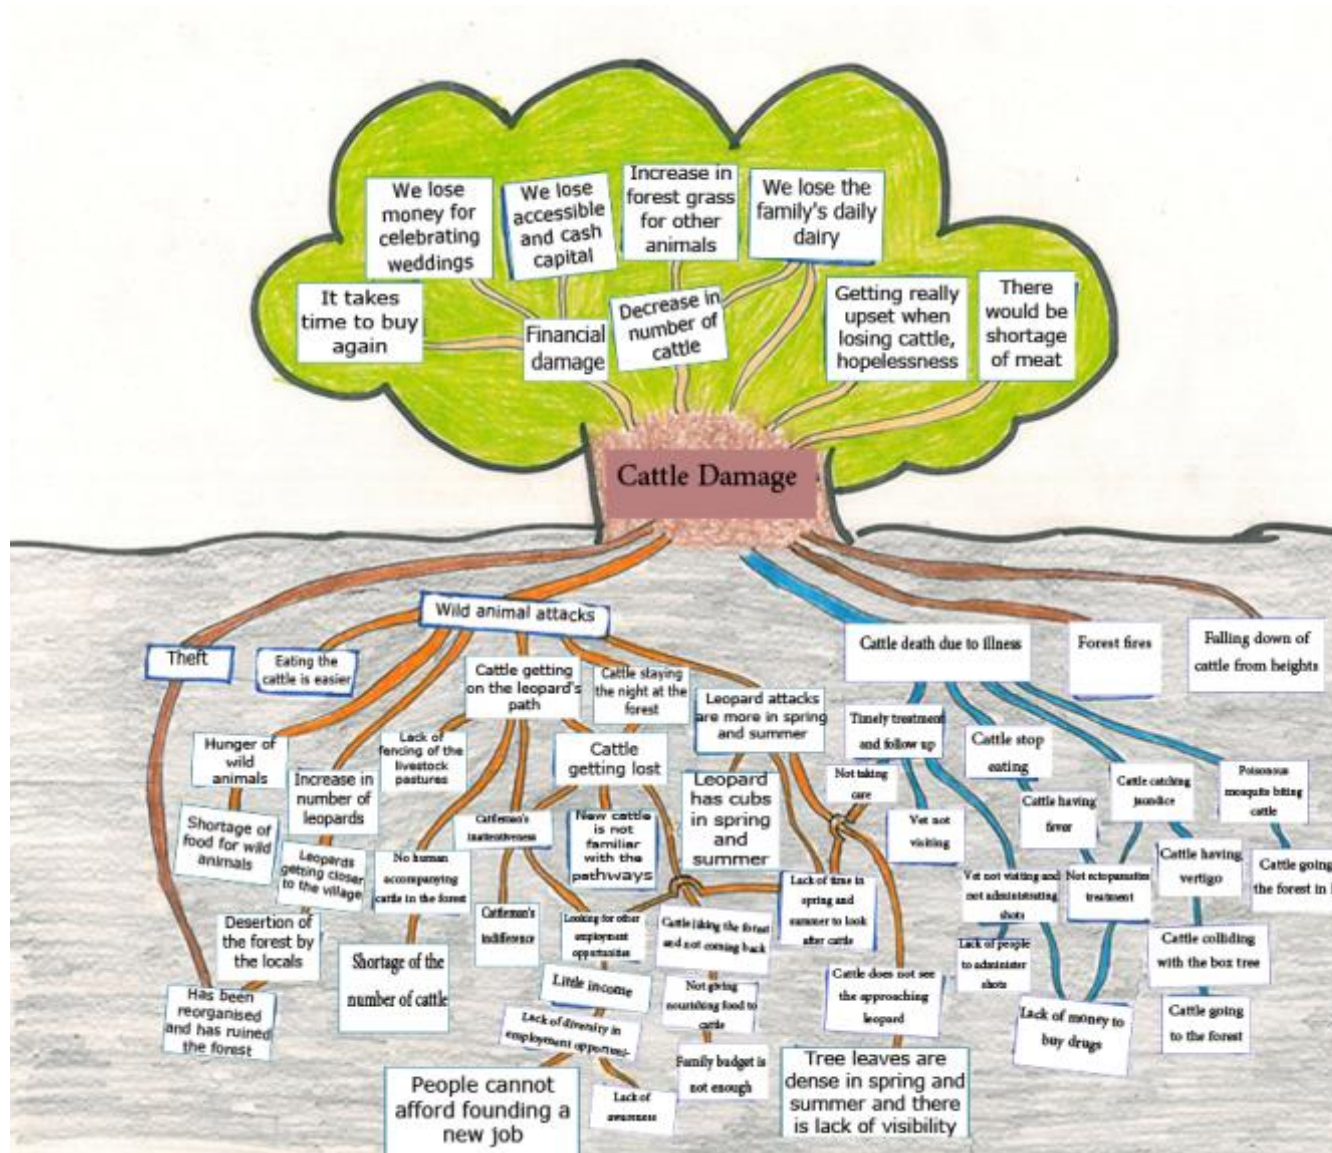 We lose
money for
celebrating
weddings
We lose
accessible
and cash
capital
Increase in
forest grass
for other
animals
We lose the
family's daily
dairy
It takes
time to buy
again
Financial
damage
Decrease in
number of
cattle
Getting really
upset when
losing cattle,
hopelessness
There
would be
shortage
of meat
Cattle Damage
Wild animal attacks
Theft
Eating the
cattle is easier
Cattle getting
on the leopard's
path
Cattle staying
the night at the
forest
Leopard attacks
are more in spring
and summer
Cattle death due to illness
Forest fires
Falling down of
cattle from heights
Hunger of
wild
animals
Lack of
fencing of the
livestock
pastures
Cattle
getting lost
Timely treatment
and follow up
Cattle stop
eating
Increase in
number of
leopards
Leopard
has cubs
in spring
and
summer
Not taking
care
Cattle having
fever
Cattle catching
jaundice
Poisonous
mosquito biting
cattle
Shortage of
food for wild
animals
Cattleman's
inattentiveness
New cattle
is not
familiar
with the
pathways
Vet not
visiting
Leopards
getting closer
to the village
No human
accompanying
cattle in the forest
Lack of time in
spring and
summer to look
after cattle
Vet not visiting and
not administrating
shots
Not ectoparasites
treatment
Cattle having
vertigo
Cattle going
the forest in
Desertion of
the forest by
the locals
Cattleman's
indifference
Looking for other
employment
opportunities
Cattle liking the forest
and not coming back
Lack of people
to administer
shots
Cattle colliding
with the box tree
Shortage of the
number of cattle
Little income
Not giving
nourishing food to
cattle
Cattle does not see
the approaching
leopard
Has been
reorganised
and has ruined
the forest
Lack of diversity in
employment opportuni-
Lack of money to
buy drugs
Cattle going
to the forest
Family budget is
not enough
Tree leaves are
dense in spring and
summer and there
is lack of visibility
People cannot
afford founding a
new job
Lack of
awareness